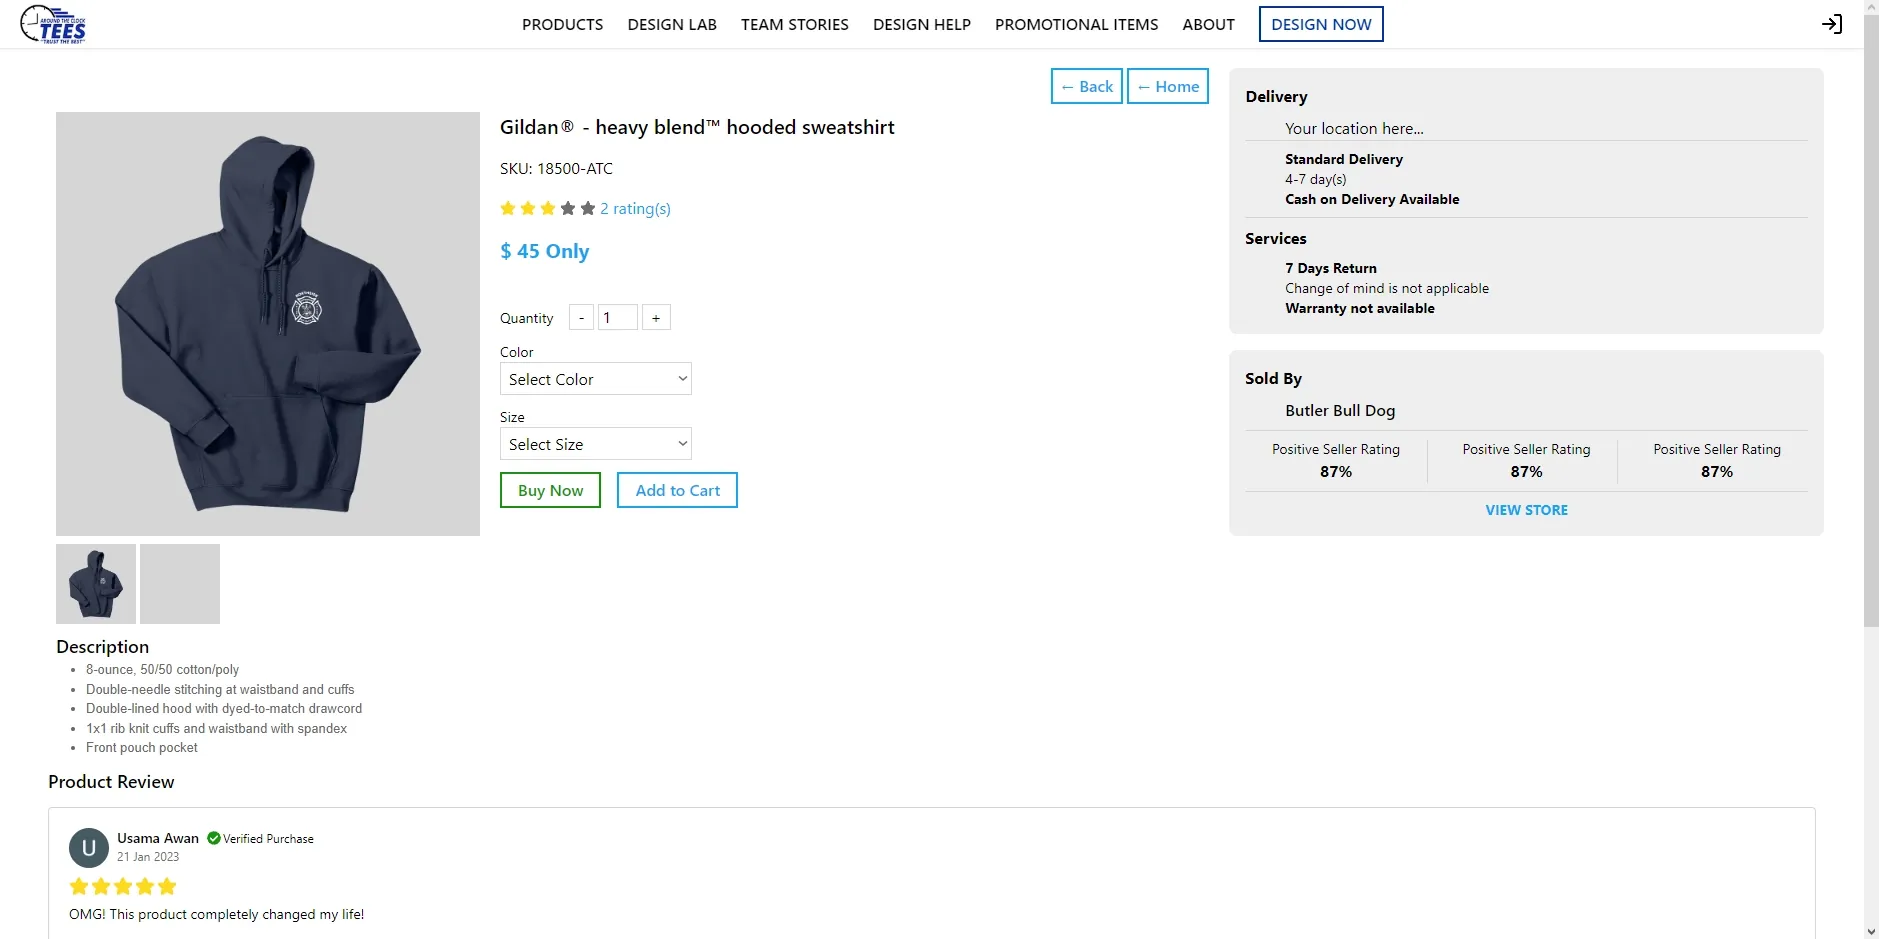 AROUND THE CLOCK
TEES
"TRUST THE BEST"
PRODUCTS
DESIGN LAB
TEAM STORIES
DESIGN HELP
PROMOTIONAL ITEMS
ABOUT
DESIGN NOW
← Back
← Home
Gildan® - heavy blend™ hooded sweatshirt
SKU: 18500-ATC
2 rating(s)
$ 45 Only
Quantity
-
1
+
Color
Select Color
Size
Select Size
Buy Now
Add to Cart
Delivery
Your location here...
Standard Delivery
4-7 day(s)
Cash on Delivery Available
Services
7 Days Return
Change of mind is not applicable
Warranty not available
Sold By
Butler Bull Dog
Positive Seller Rating
87%
Positive Seller Rating
87%
Positive Seller Rating
87%
VIEW STORE
Description
8-ounce, 50/50 cotton/poly
Double-needle stitching at waistband and cuffs
Double-lined hood with dyed-to-match drawcord
1x1 rib knit cuffs and waistband with spandex
Front pouch pocket
Product Review
U
Usama Awan
Verified Purchase
21 Jan 2023
OMG! This product completely changed my life!